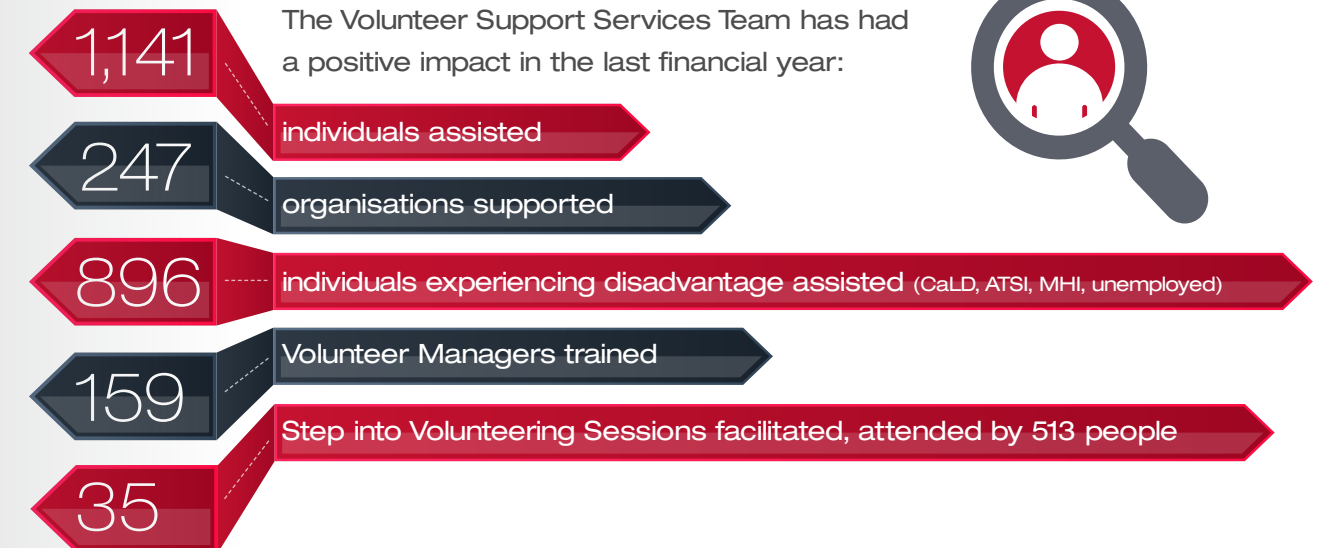 The Volunteer Support Services Team has had
a positive impact in the last financial year:
1,141
individuals assisted
247
organisations supported
896
individuals experiencing disadvantage assisted (CaLD, ATSI, MHI, unemployed)
159
Volunteer Managers trained
35
Step into Volunteering Sessions facilitated, attended by 513 people